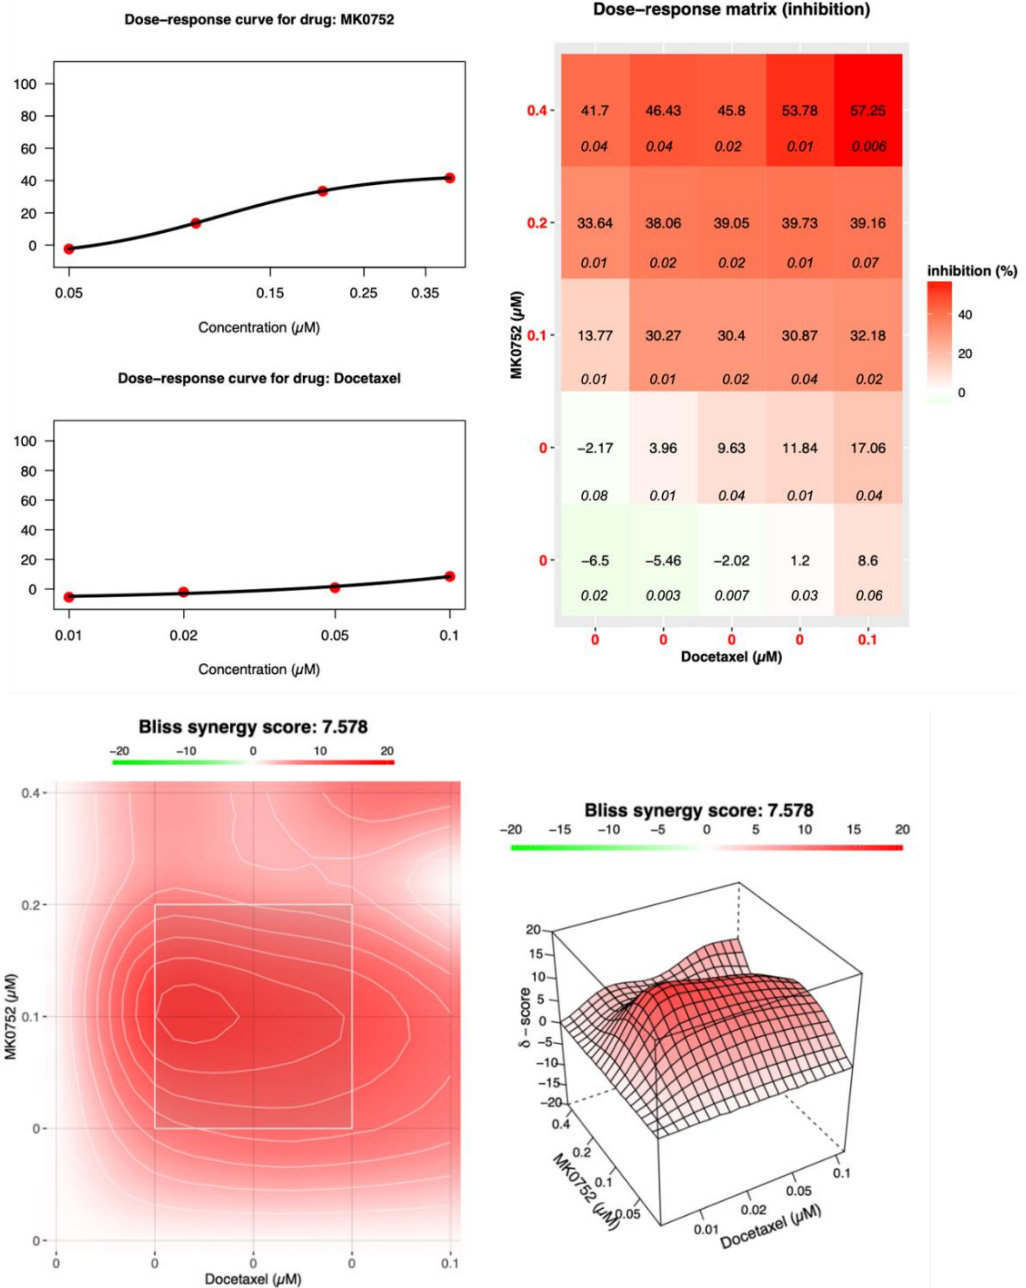 Dose–response curve for drug: MK0752
100
80
60
40
20
0
0.05 0.15 0.25 0.35
Concentration (µM)
Dose–response curve for drug: Docetaxel
100
80
60
40
20
0
0.01 0.02 0.05 0.1
Concentration (µM)
Dose–response matrix (inhibition)
MK0752 (µM)
0.4 41.7 46.43 45.8 53.78 57.25
0.04 0.04 0.02 0.01 0.006
0.2 33.64 38.06 39.05 39.73 39.16
0.01 0.02 0.02 0.01 0.07
0.1 13.77 30.27 30.4 30.87 32.18
0.01 0.01 0.02 0.04 0.02
0 −2.17 3.96 9.63 11.84 17.06
0.08 0.01 0.04 0.01 0.04
0 −6.5 −5.46 −2.02 1.2 8.6
0.02 0.003 0.007 0.03 0.06
0 0 0 0 0.1
Docetaxel (µM)
inhibition (%)
40
20
0
Bliss synergy score: 7.578
−20 −10 0 10 20
MK0752 (µM)
0.4
0.2
0.1
0
0
0 0 0 0 0.1
Docetaxel (µM)
Bliss synergy score: 7.578
−20 −15 −10 −5 0 5 10 15 20
δ − score
20
15
10
5
0
−5
−10
−15
−20
0.4
0.2
0.1
0.05
MK0752 (µM)
0.01
0.02
0.05
0.1
Docetaxel (µM)